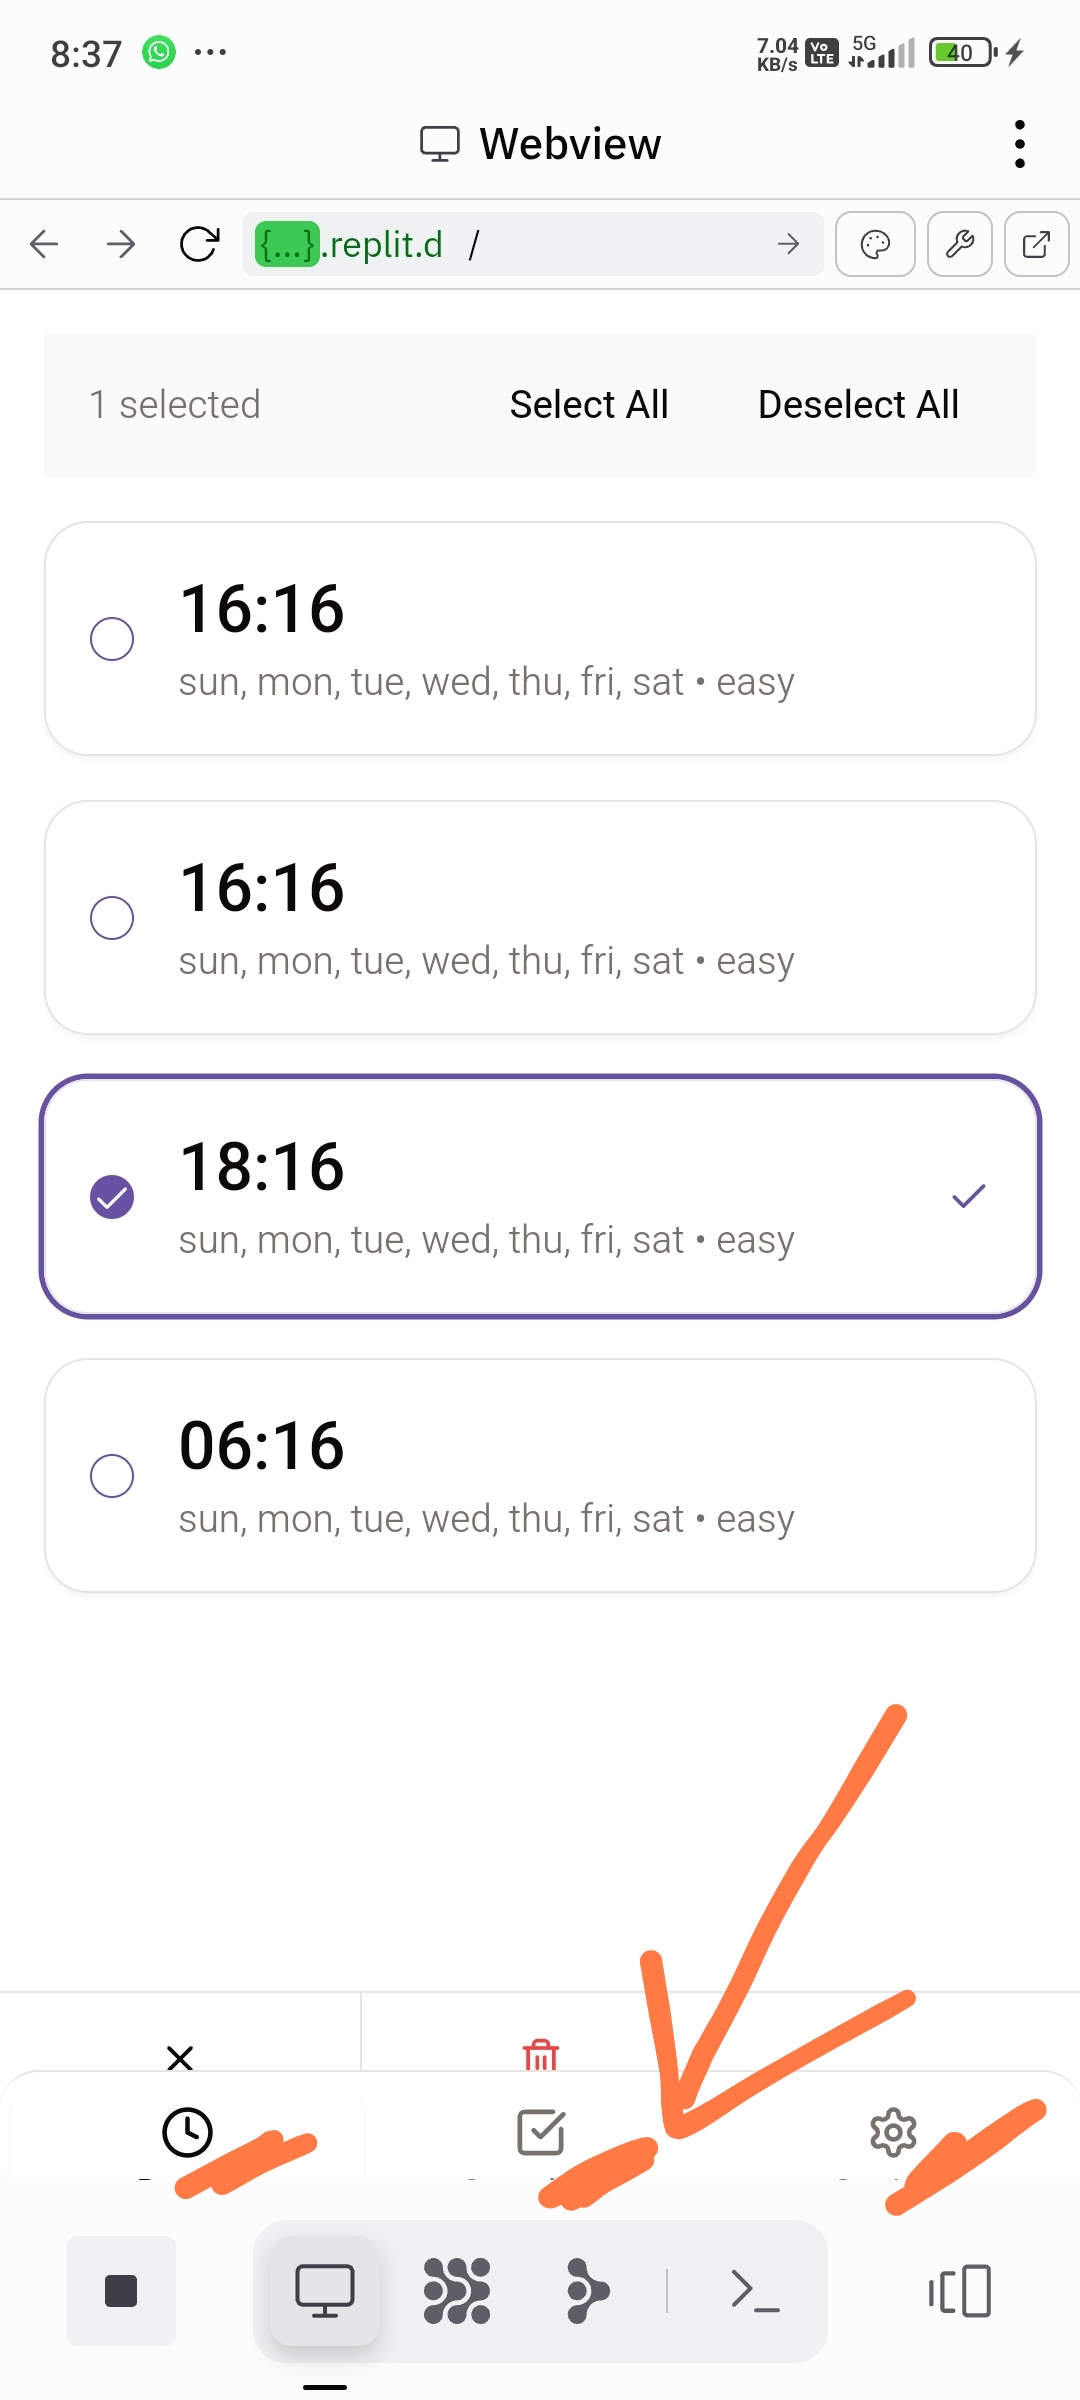 8:37
7.04 KB/s Vo LTE 5G 40
Webview
{...}.replit.d /
1 selected Select All Deselect All
16:16
sun, mon, tue, wed, thu, fri, sat • easy
16:16
sun, mon, tue, wed, thu, fri, sat • easy
18:16
sun, mon, tue, wed, thu, fri, sat • easy
06:16
sun, mon, tue, wed, thu, fri, sat • easy